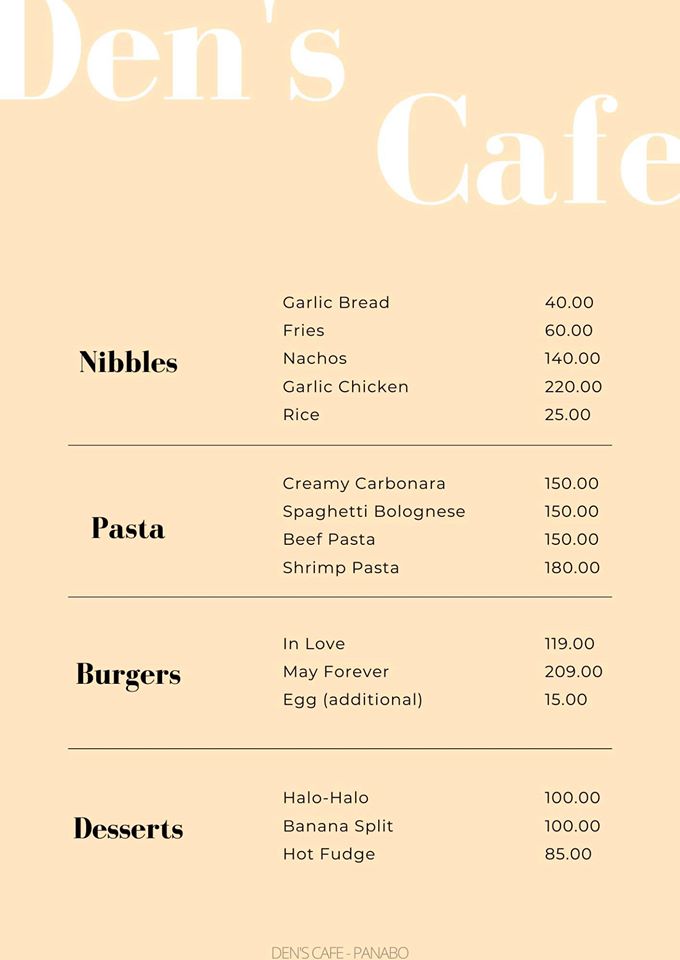 Den's
Cafe
Nibbles
Garlic Bread 40.00
Fries 60.00
Nachos 140.00
Garlic Chicken 220.00
Rice 25.00
Pasta
Creamy Carbonara 150.00
Spaghetti Bolognese 150.00
Beef Pasta 150.00
Shrimp Pasta 180.00
Burgers
In Love 119.00
May Forever 209.00
Egg (additional) 15.00
Desserts
Halo-Halo 100.00
Banana Split 100.00
Hot Fudge 85.00
DEN'S CAFE - PANABO